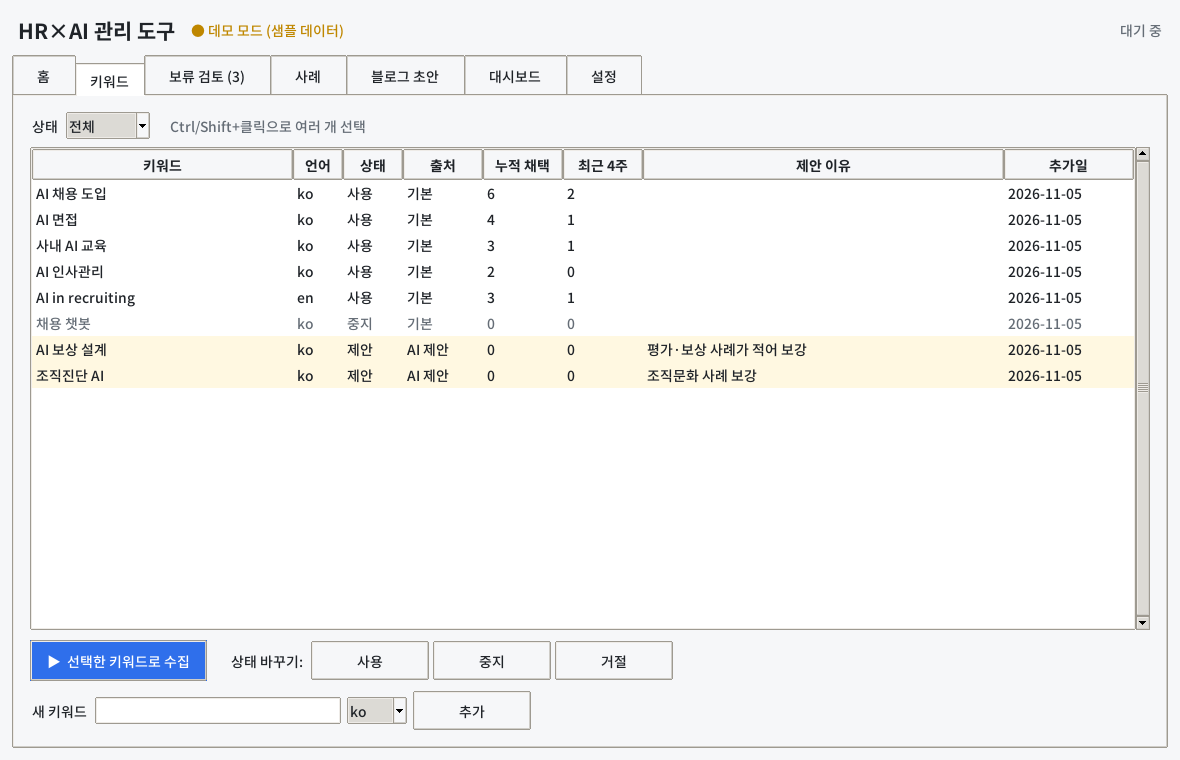 HR×AI 관리 도구 ● 데모 모드 (샘플 데이터) 대기 중
홈 키워드 보류 검토 (3) 사례 블로그 초안 대시보드 설정
상태 전체 Ctrl/Shift+클릭으로 여러 개 선택
키워드 언어 상태 출처 누적 채택 최근 4주 제안 이유 추가일
AI 채용 도입 ko 사용 기본 6 2 2026-11-05
AI 면접 ko 사용 기본 4 1 2026-11-05
사내 AI 교육 ko 사용 기본 3 1 2026-11-05
AI 인사관리 ko 사용 기본 2 0 2026-11-05
AI in recruiting en 사용 기본 3 1 2026-11-05
채용 챗봇 ko 중지 기본 0 0 2026-11-05
AI 보상 설계 ko 제안 AI 제안 0 0 평가·보상 사례가 적어 보강 2026-11-05
조직진단 AI ko 제안 AI 제안 0 0 조직문화 사례 보강 2026-11-05
▶ 선택한 키워드로 수집 상태 바꾸기: 사용 중지 거절
새 키워드 ko 추가